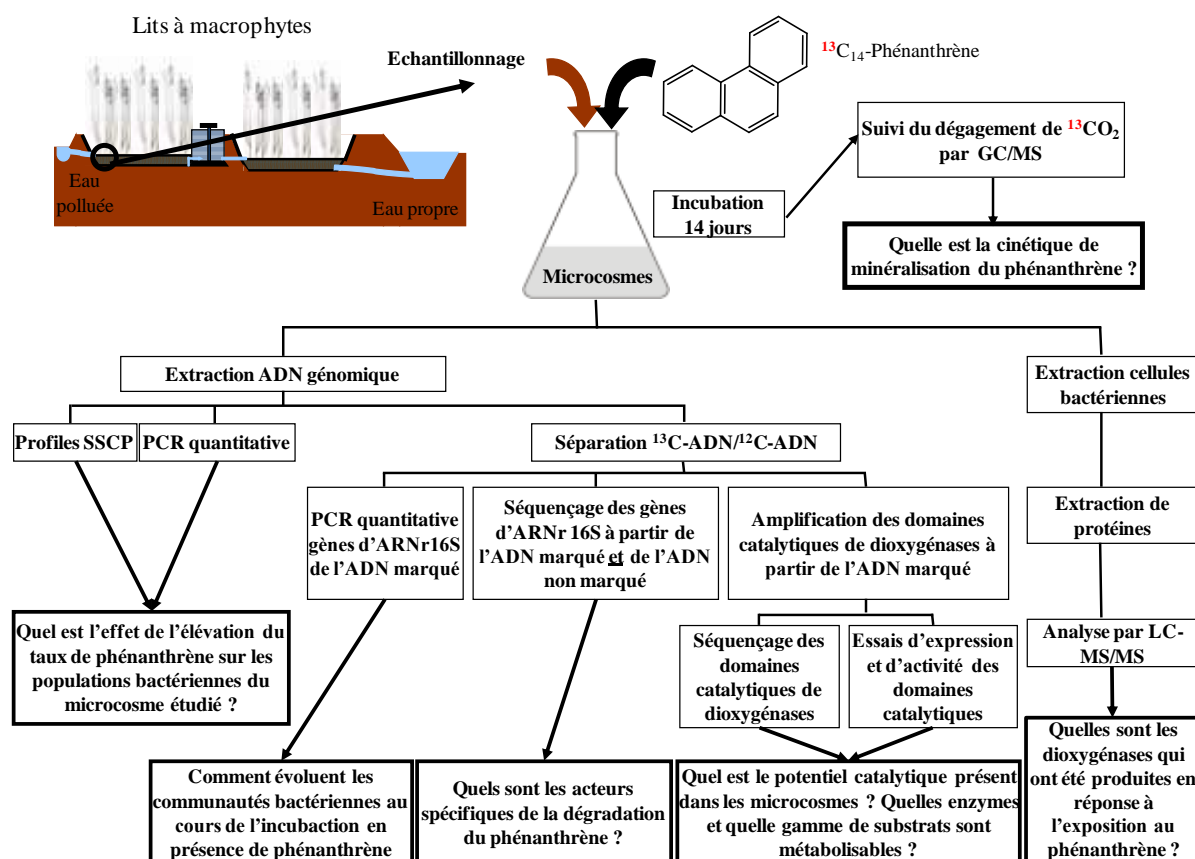 Lits à macrophytes
Echantillonnage
¹³C₁₄-Phénanthrène
Eau
polluée
Eau propre
Microcosmes
Incubation
14 jours
Suivi du dégagement de ¹³CO₂
par GC/MS
Quelle est la cinétique de
minéralisation du phénanthrène ?
Extraction ADN génomique
Extraction cellules
bactériennes
Profiles SSCP
PCR quantitative
Séparation ¹³C-ADN/¹²C-ADN
PCR quantitative
gènes d'ARNr16S
de l'ADN marqué
Séquençage des gènes
d'ARNr 16S à partir de
l'ADN marqué et de l'ADN
non marqué
Amplification des domaines
catalytiques de dioxygénases à
partir de l'ADN marqué
Extraction de
protéines
Quel est l'effet de l'élévation du
taux de phénanthrène sur les
populations bactériennes du
microcosme étudié ?
Séquençage des
domaines
catalytiques de
dioxygénases
Essais d'expression
et d'activité des
domaines
catalytiques
Analyse par LC-
MS/MS
Comment évoluent les
communautés bactériennes au
cours de l'incubaction en
présence de phénanthrène
Quels sont les acteurs
spécifiques de la dégradation
du phénanthrène ?
Quel est le potentiel catalytique présent
dans les microcosmes ? Quelles enzymes
et quelle gamme de substrats sont
métabolisables ?
Quelles sont les
dioxygénases qui
ont été produites en
réponse à
l'exposition au
phénanthrène ?